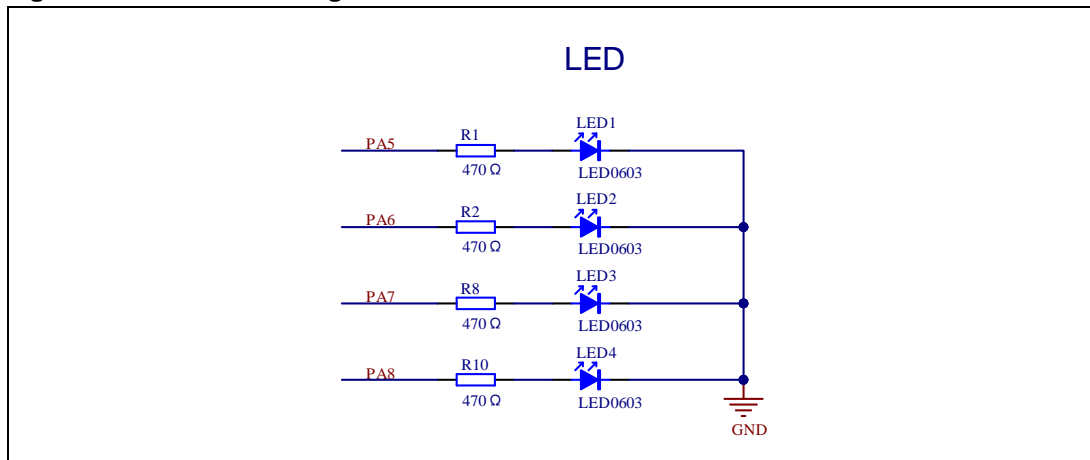 LED
LED1
PA5 R1
470 Ω LED0603
LED2
PA6 R2
470 Ω LED0603
LED3
PA7 R8
470 Ω LED0603
LED4
PA8 R10
470 Ω LED0603
GND